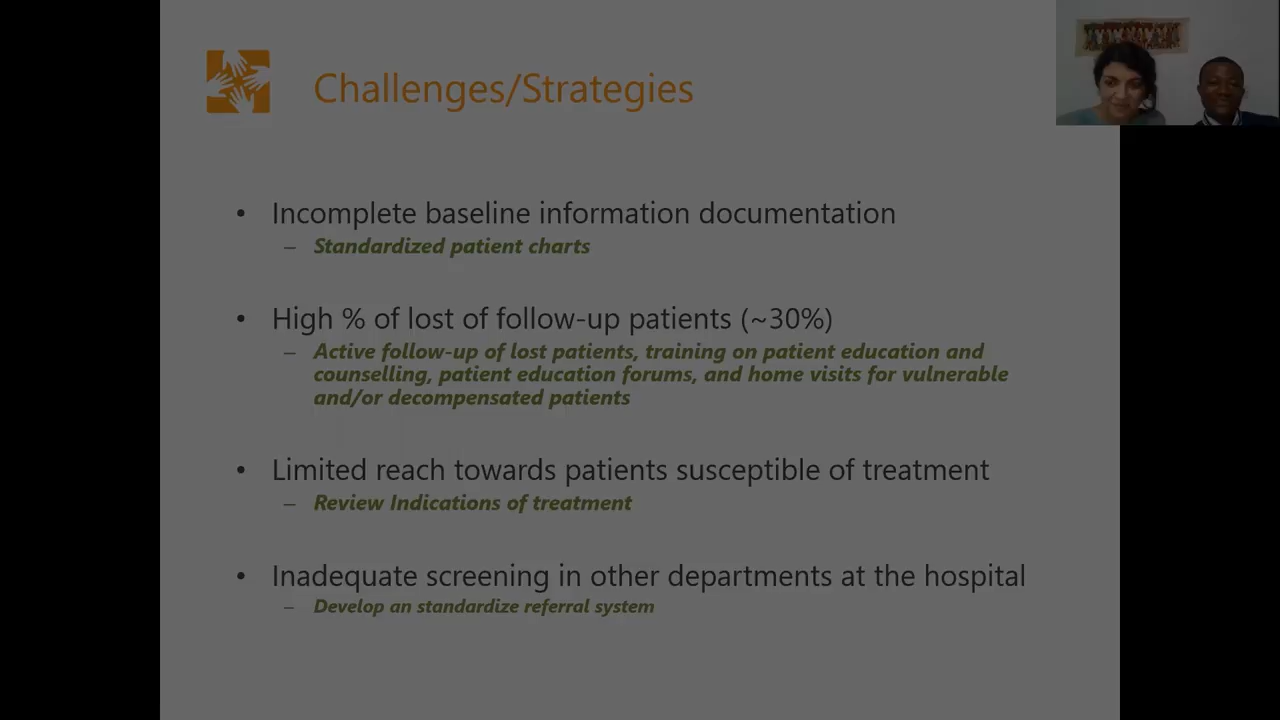 Challenges/Strategies
• Incomplete baseline information documentation
– Standardized patient charts
• High % of lost of follow-up patients (~30%)
– Active follow-up of lost patients, training on patient education and
counselling, patient education forums, and home visits for vulnerable
and/or decompensated patients
• Limited reach towards patients susceptible of treatment
– Review Indications of treatment
• Inadequate screening in other departments at the hospital
– Develop an standardize referral system